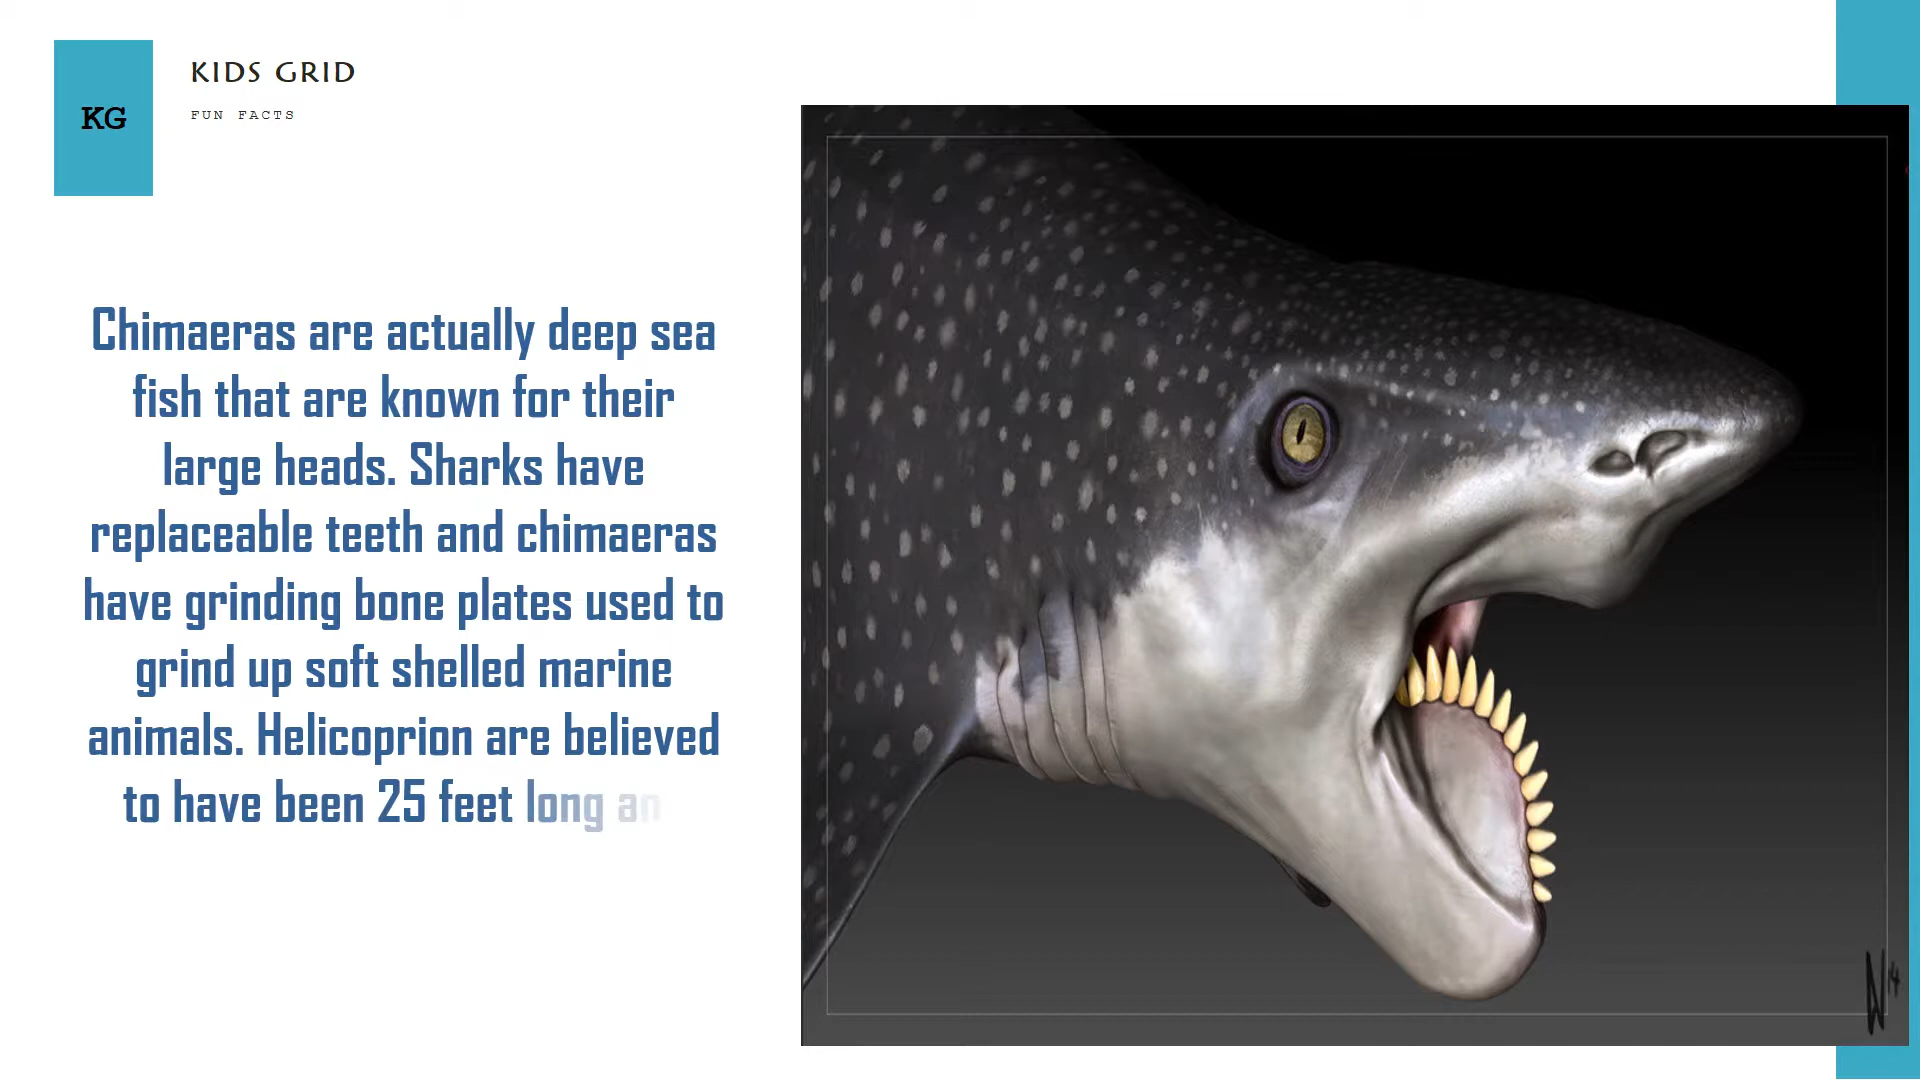 KG
KIDS GRID
FUN FACTS
Chimaeras are actually deep sea
fish that are known for their
large heads. Sharks have
replaceable teeth and chimaeras
have grinding bone plates used to
grind up soft shelled marine
animals. Helicoprion are believed
to have been 25 feet long an